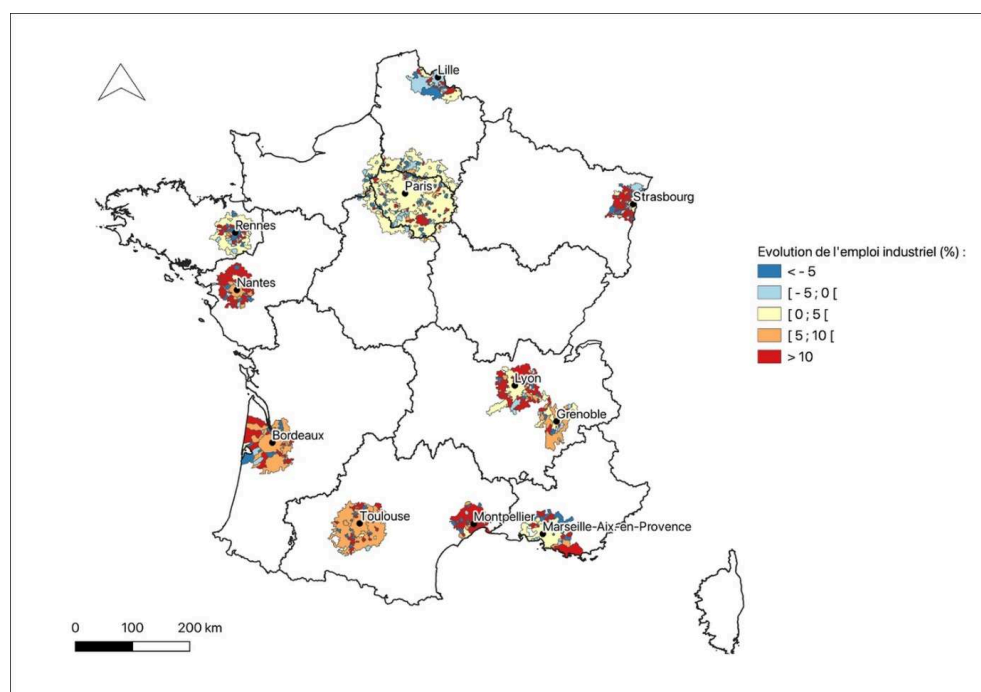 Lille
Paris
Strasbourg
Rennes
Nantes
Evolution de l'emploi industriel (%) :
< - 5
[ - 5 ; 0 [
[ 0 ; 5 [
[ 5 ; 10 [
> 10
Lyon
Grenoble
Bordeaux
Toulouse
Montpellier
Marseille-Aix-en-Provence
0 100 200 km